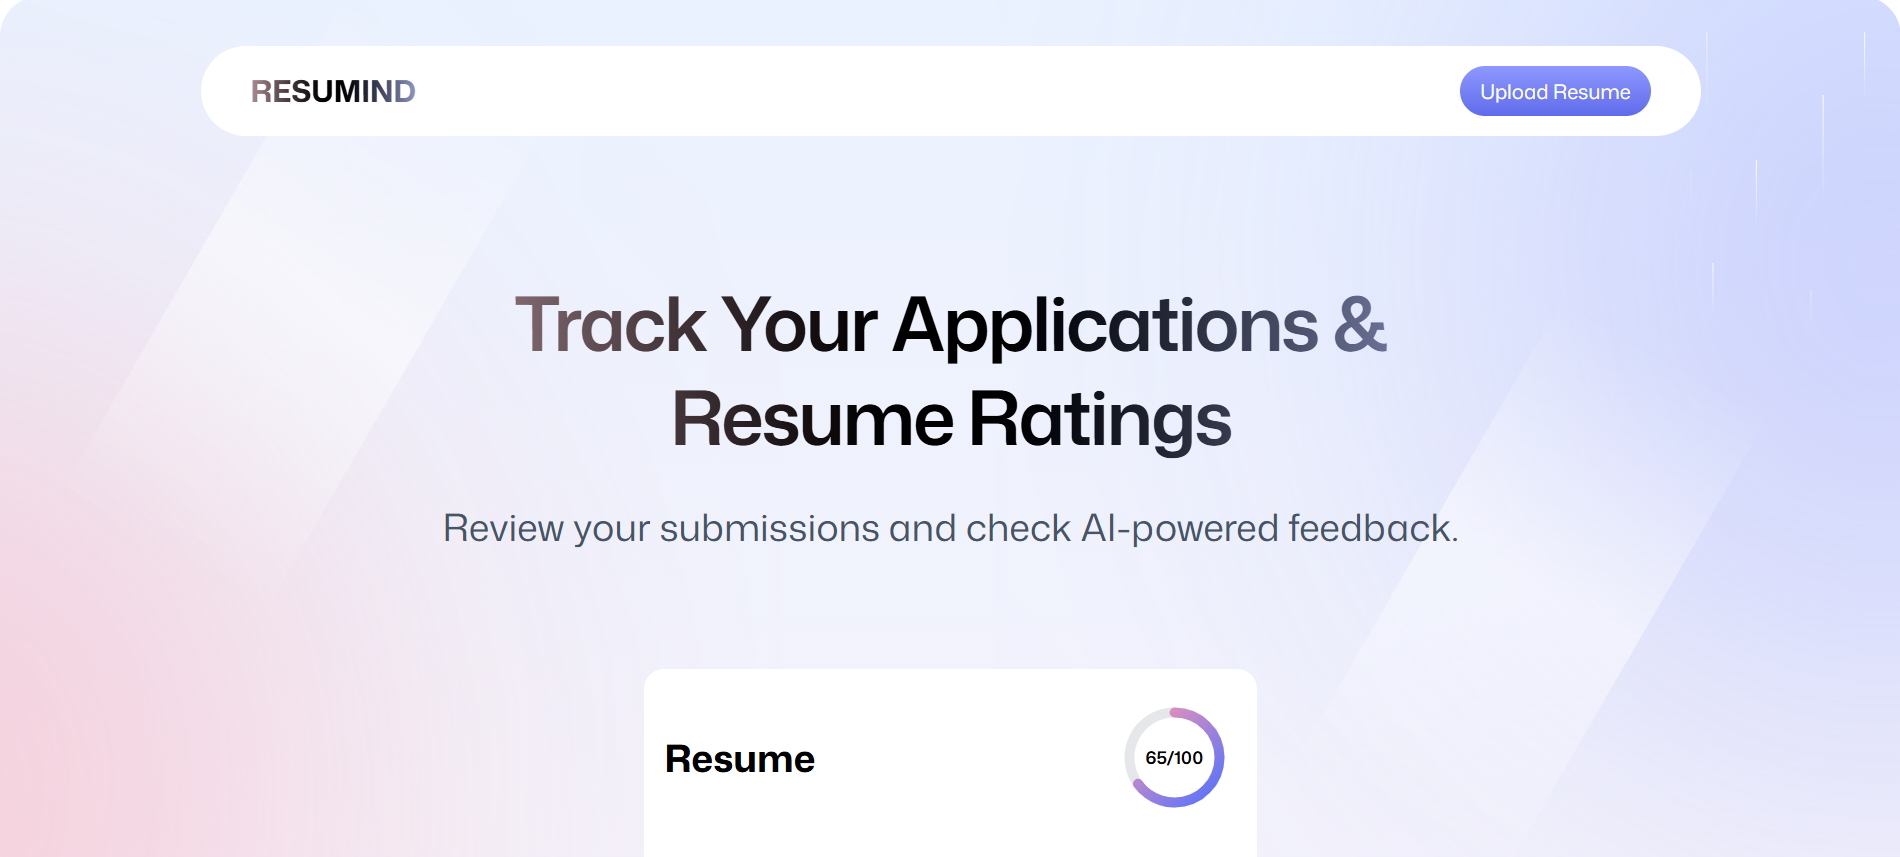 RESUMIND
Upload Resume
Track Your Applications &
Resume Ratings
Review your submissions and check AI-powered feedback.
Resume
65/100